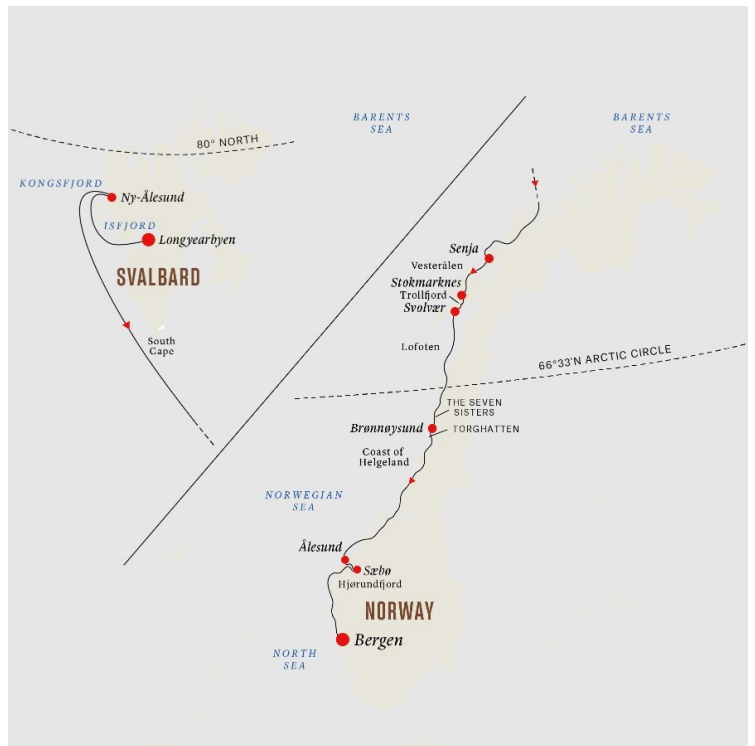 BARENTS
SEA
BARENTS
SEA
80° NORTH
KONGSFJORD
Ny-Ålesund
ISFJORD
Longyearbyen
SVALBARD
South
Cape
Senja
Vesterålen
Stokmarknes
Trollfjord
Svolvær
Lofoten
66°33'N ARCTIC CIRCLE
THE SEVEN
SISTERS
Brønnøysund
TORGHATTEN
Coast of
Helgeland
NORWEGIAN
SEA
Ålesund
Sæbø
Hjørundfjord
NORWAY
Bergen
NORTH
SEA